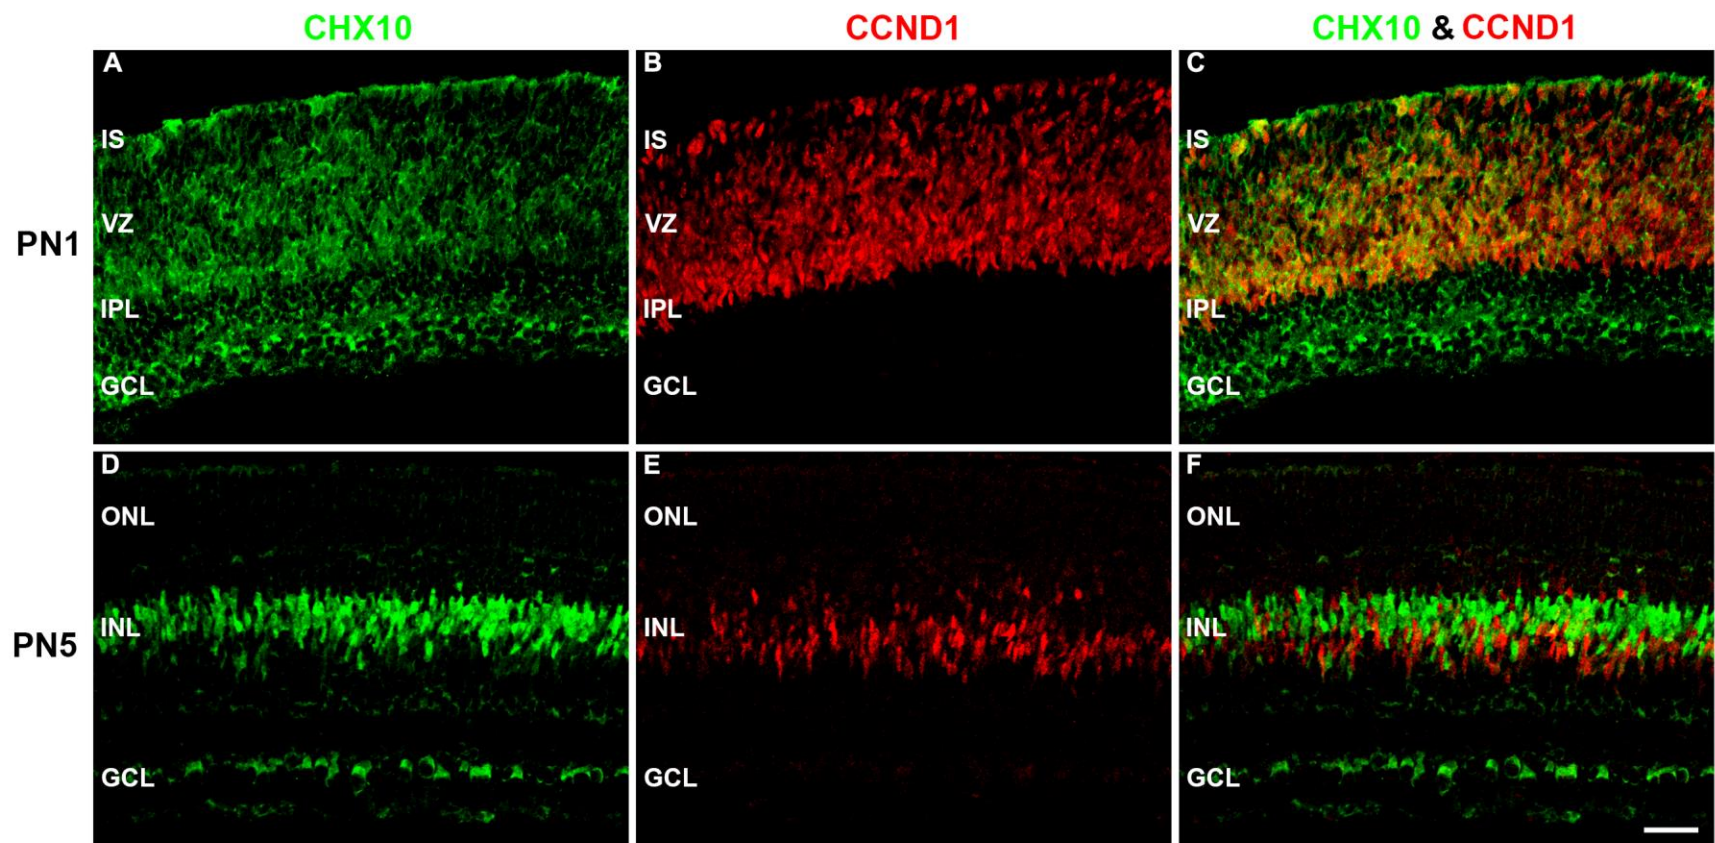 CHX10 CCND1 CHX10 & CCND1
PN1
A
IS
VZ
IPL
GCL
B
IS
VZ
IPL
GCL
C
IS
VZ
IPL
GCL
PN5
D
ONL
INL
GCL
E
ONL
INL
GCL
F
ONL
INL
GCL